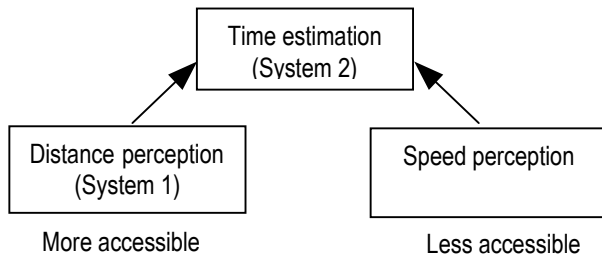 Time estimation
(System 2)
Distance perception
(System 1)
Speed perception
More accessible
Less accessible